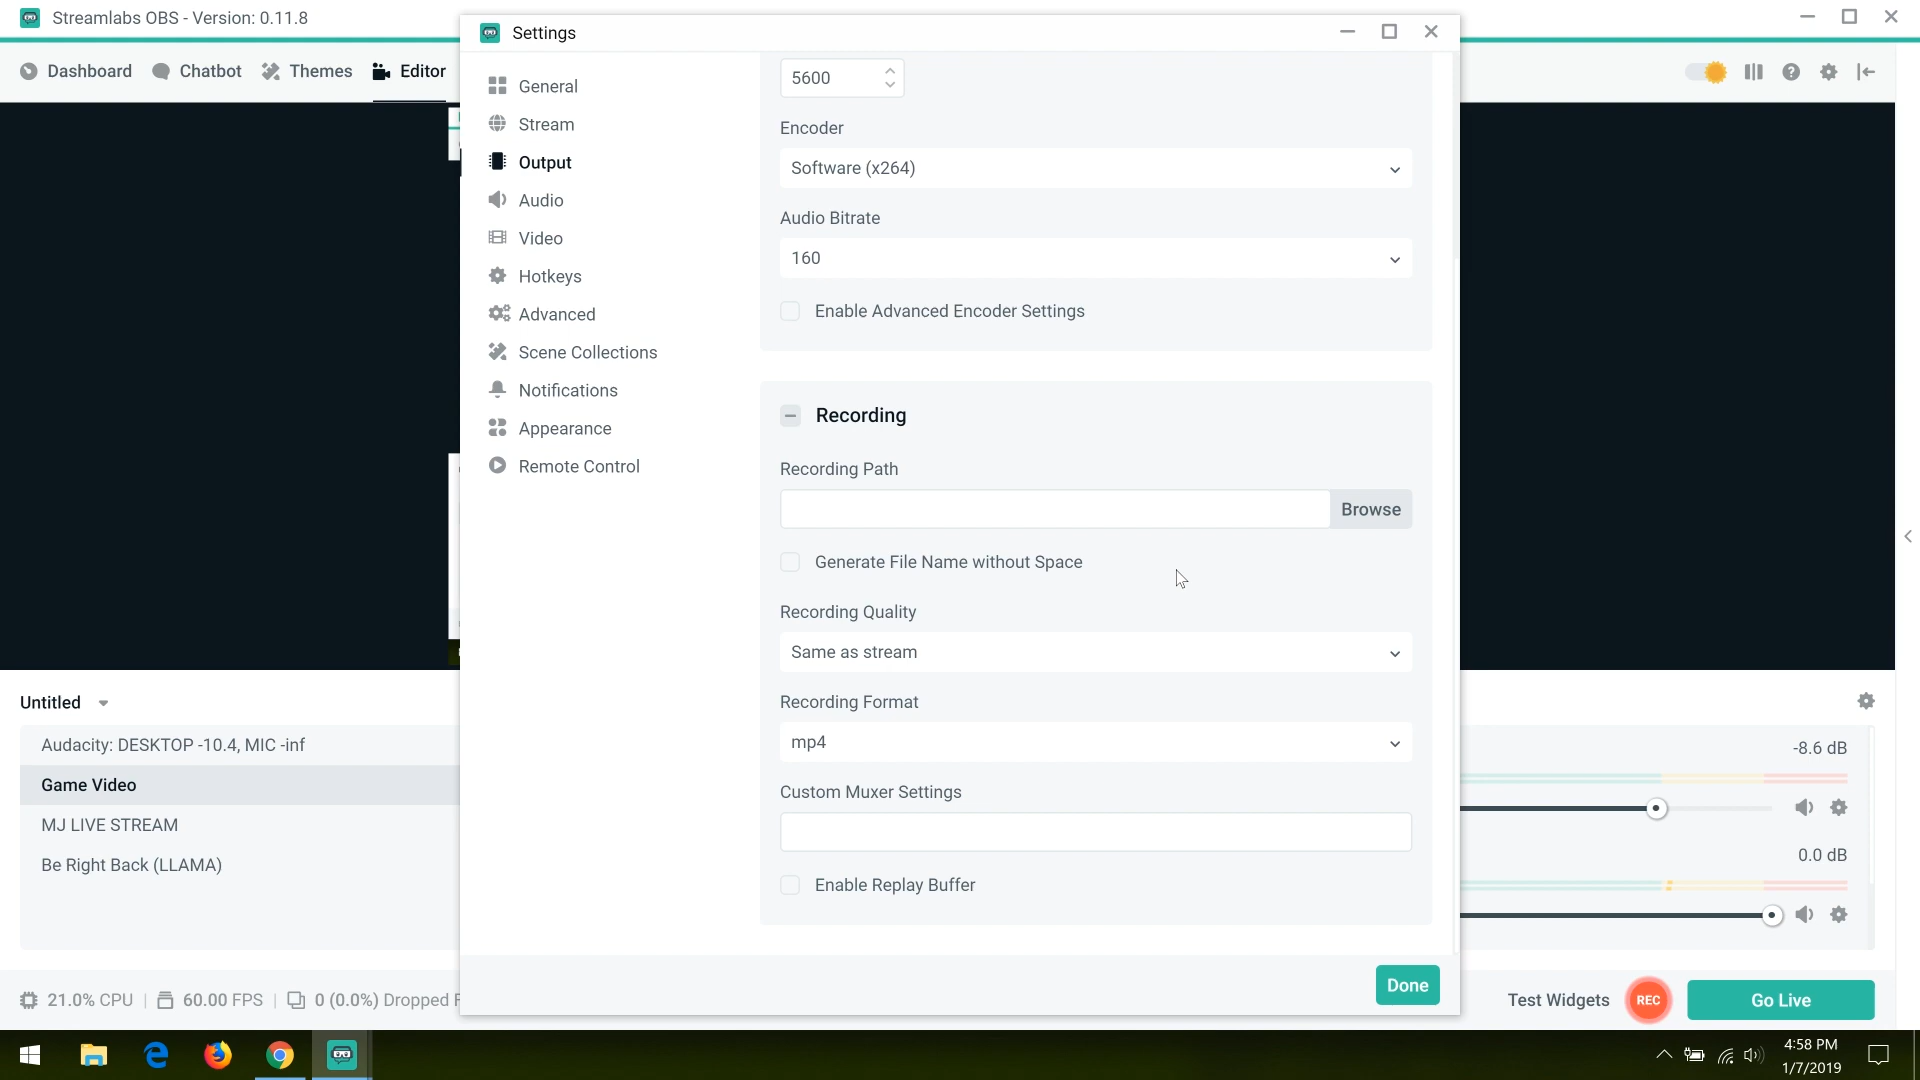 Streamlabs OBS - Version: 0.11.8
Settings
Dashboard
Chatbot
Themes
Editor
General
Stream
Output
Audio
Video
Hotkeys
Advanced
Scene Collections
Notifications
Appearance
Remote Control
5600
Encoder
Software (x264)
Audio Bitrate
160
Enable Advanced Encoder Settings
Recording
Recording Path
Browse
Generate File Name without Space
Recording Quality
Same as stream
Recording Format
mp4
Custom Muxer Settings
Enable Replay Buffer
Done
Untitled
Audacity: DESKTOP -10.4, MIC -inf
Game Video
MJ LIVE STREAM
Be Right Back (LLAMA)
-8.6 dB
0.0 dB
21.0% CPU | 60.00 FPS | 0 (0.0%) Dropped F
Test Widgets
REC
Go Live
4:58 PM
1/7/2019